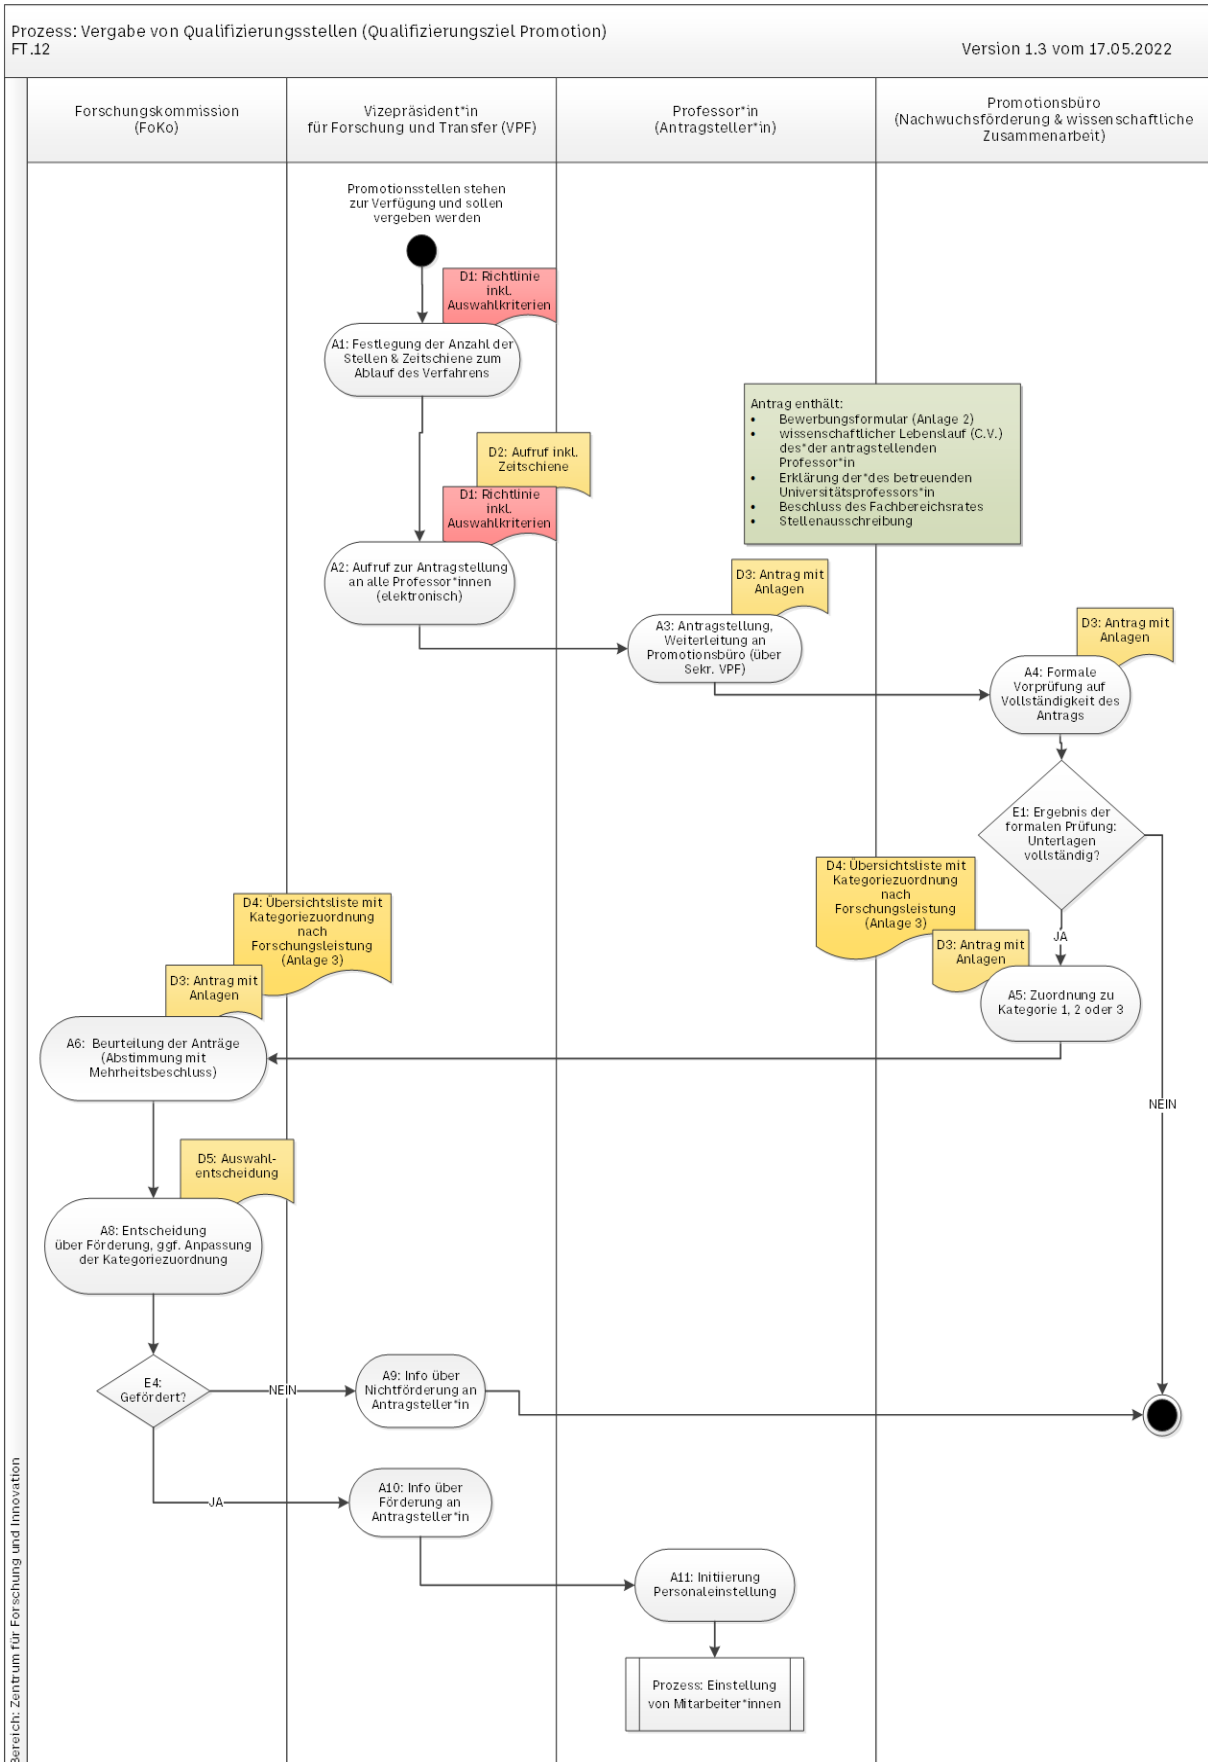 Prozess: Vergabe von Qualifizierungsstellen (Qualifizierungsziel Promotion)
FT.12
Version 1.3 vom 17.05.2022
Forschungskommission
(FoKo)
Vizepräsident*in
für Forschung und Transfer (VPF)
Professor*in
(Antragsteller*in)
Promotionsbüro
(Nachwuchsförderung & wissenschaftliche
Zusammenarbeit)
Promotionsstellen stehen
zur Verfügung und sollen
vergeben werden
D1: Richtlinie
inkl.
Auswahlkriterien
A1: Festlegung der Anzahl der
Stellen & Zeitschiene zum
Ablauf des Verfahrens
D2: Aufruf inkl.
Zeitschiene
D1: Richtlinie
inkl.
Auswahlkriterien
A2: Aufruf zur Antragstellung
an alle Professor*innen
(elektronisch)
Antrag enthält:
• Bewerbungsformular (Anlage 2)
• wissenschaftlicher Lebenslauf (C.V.)
des*der antragstellenden
Professor*in
• Erklärung der*des betreuenden
Universitätsprofessors*in
• Beschluss des Fachbereichsrates
• Stellenausschreibung
D3: Antrag mit
Anlagen
A3: Antragstellung,
Weiterleitung an
Promotionsbüro (über
Sekr. VPF)
D3: Antrag mit
Anlagen
A4: Formale
Vorprüfung auf
Vollständigkeit des
Antrags
E1: Ergebnis der
formalen Prüfung:
Unterlagen
vollständig?
JA
NEIN
D4: Übersichtsliste mit
Kategoriezuordnung
nach
Forschungsleistung
(Anlage 3)
D3: Antrag mit
Anlagen
A5: Zuordnung zu
Kategorie 1, 2 oder 3
D4: Übersichtsliste mit
Kategoriezuordnung
nach
Forschungsleistung
(Anlage 3)
D3: Antrag mit
Anlagen
A6: Beurteilung der Anträge
(Abstimmung mit
Mehrheitsbeschluss)
D5: Auswahl-
entscheidung
A8: Entscheidung
über Förderung, ggf. Anpassung
der Kategoriezuordnung
E4:
Gefördert?
NEIN
A9: Info über
Nichtförderung an
Antragsteller*in
JA
A10: Info über
Förderung an
Antragsteller*in
A11: Initiierung
Personaleinstellung
Prozess: Einstellung
von Mitarbeiter*innen
Bereich: Zentrum für Forschung und Innovation